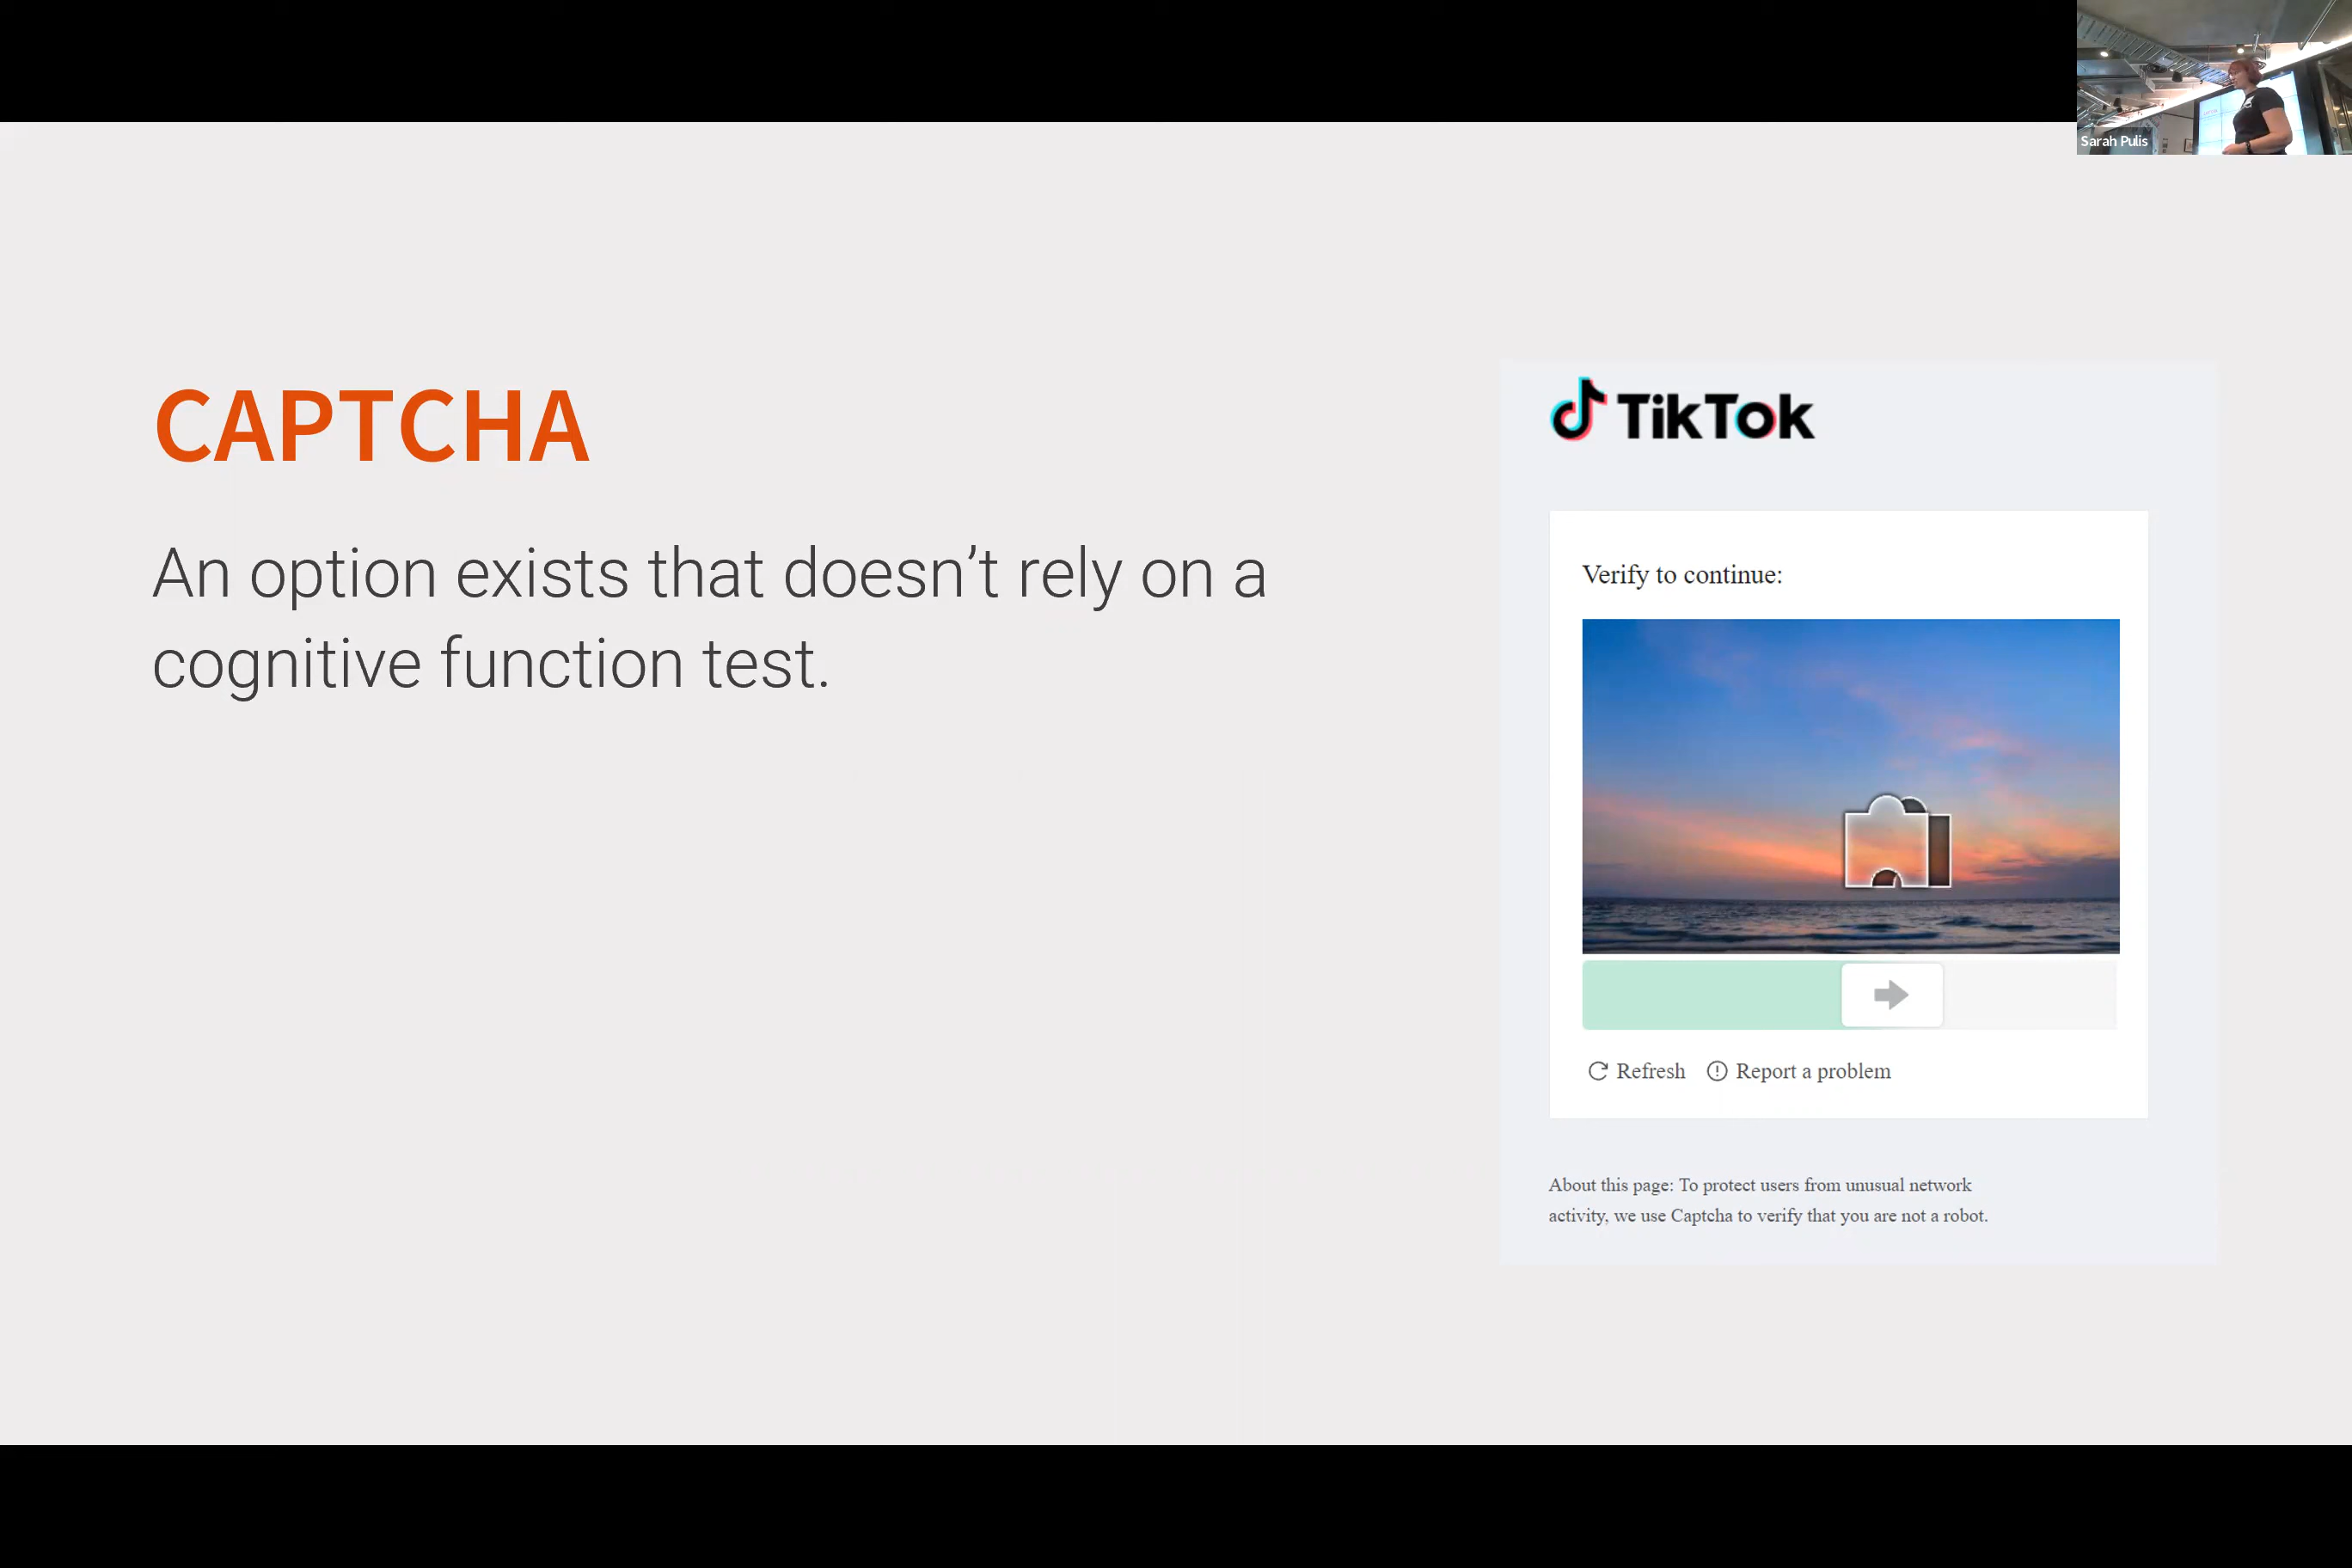 Sarah Pulis
CAPTCHA
An option exists that doesn’t rely on a
cognitive function test.
TikTok
Verify to continue:
Refresh
Report a problem
About this page: To protect users from unusual network
activity, we use Captcha to verify that you are not a robot.